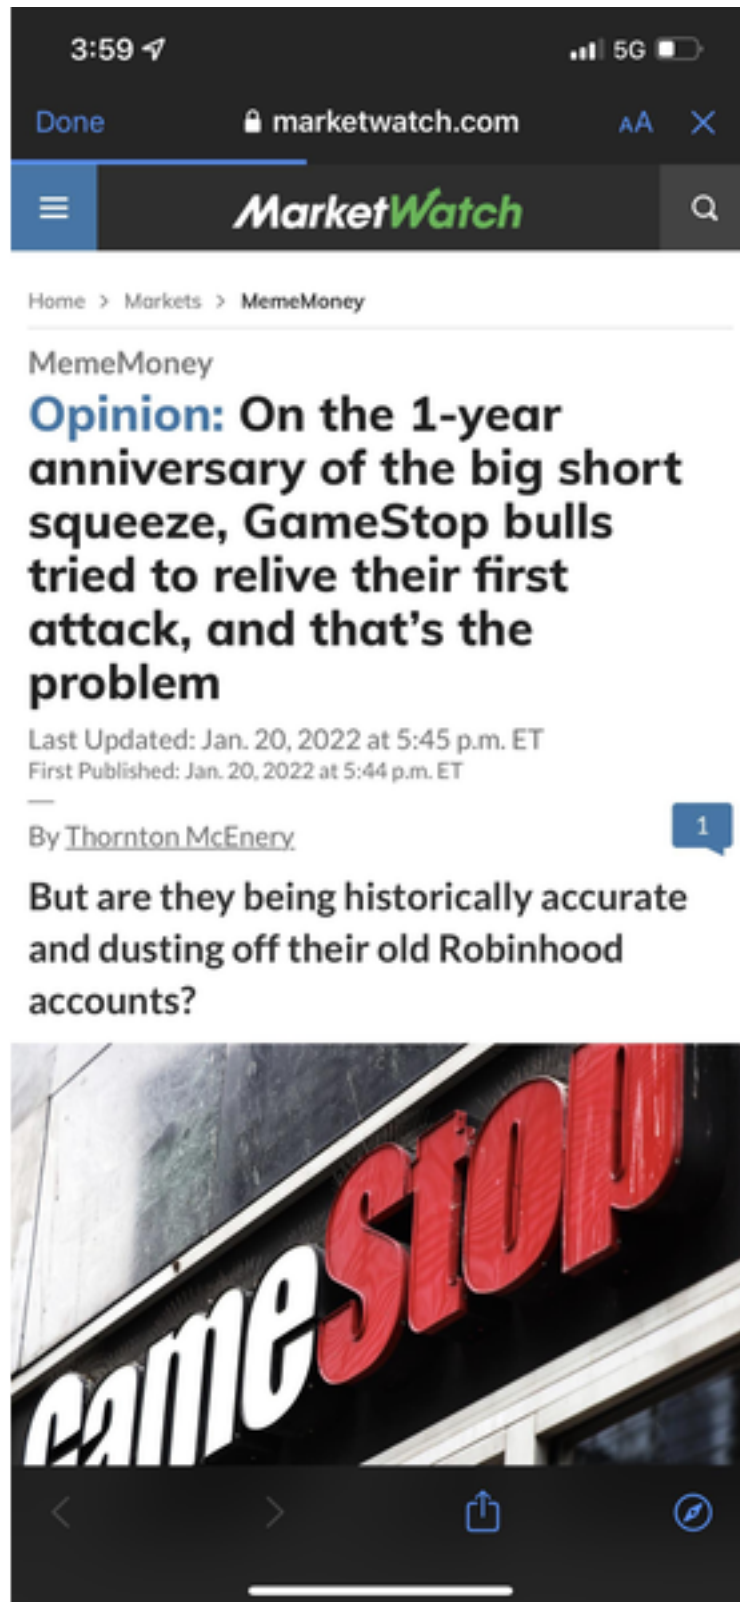 3:59
5G
Done
marketwatch.com
AA
MarketWatch
Home > Markets > MemeMoney
MemeMoney
Opinion: On the 1-year
anniversary of the big short
squeeze, GameStop bulls
tried to relive their first
attack, and that's the
problem
Last Updated: Jan. 20, 2022 at 5:45 p.m. ET
First Published: Jan. 20, 2022 at 5:44 p.m. ET
By Thornton McEnery
1
But are they being historically accurate
and dusting off their old Robinhood
accounts?
GameStop